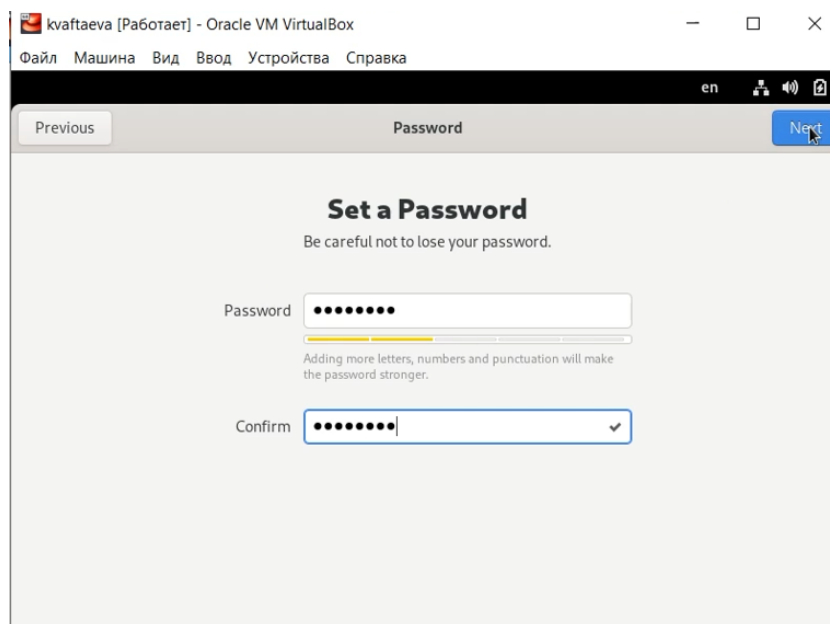 kvaftaeva [Работает] - Oracle VM VirtualBox
Файл Машина Вид Ввод Устройства Справка
en
Previous Password Next
Set a Password
Be careful not to lose your password.
Password ●●●●●●●●
Adding more letters, numbers and punctuation will make
the password stronger.
Confirm ●●●●●●●●